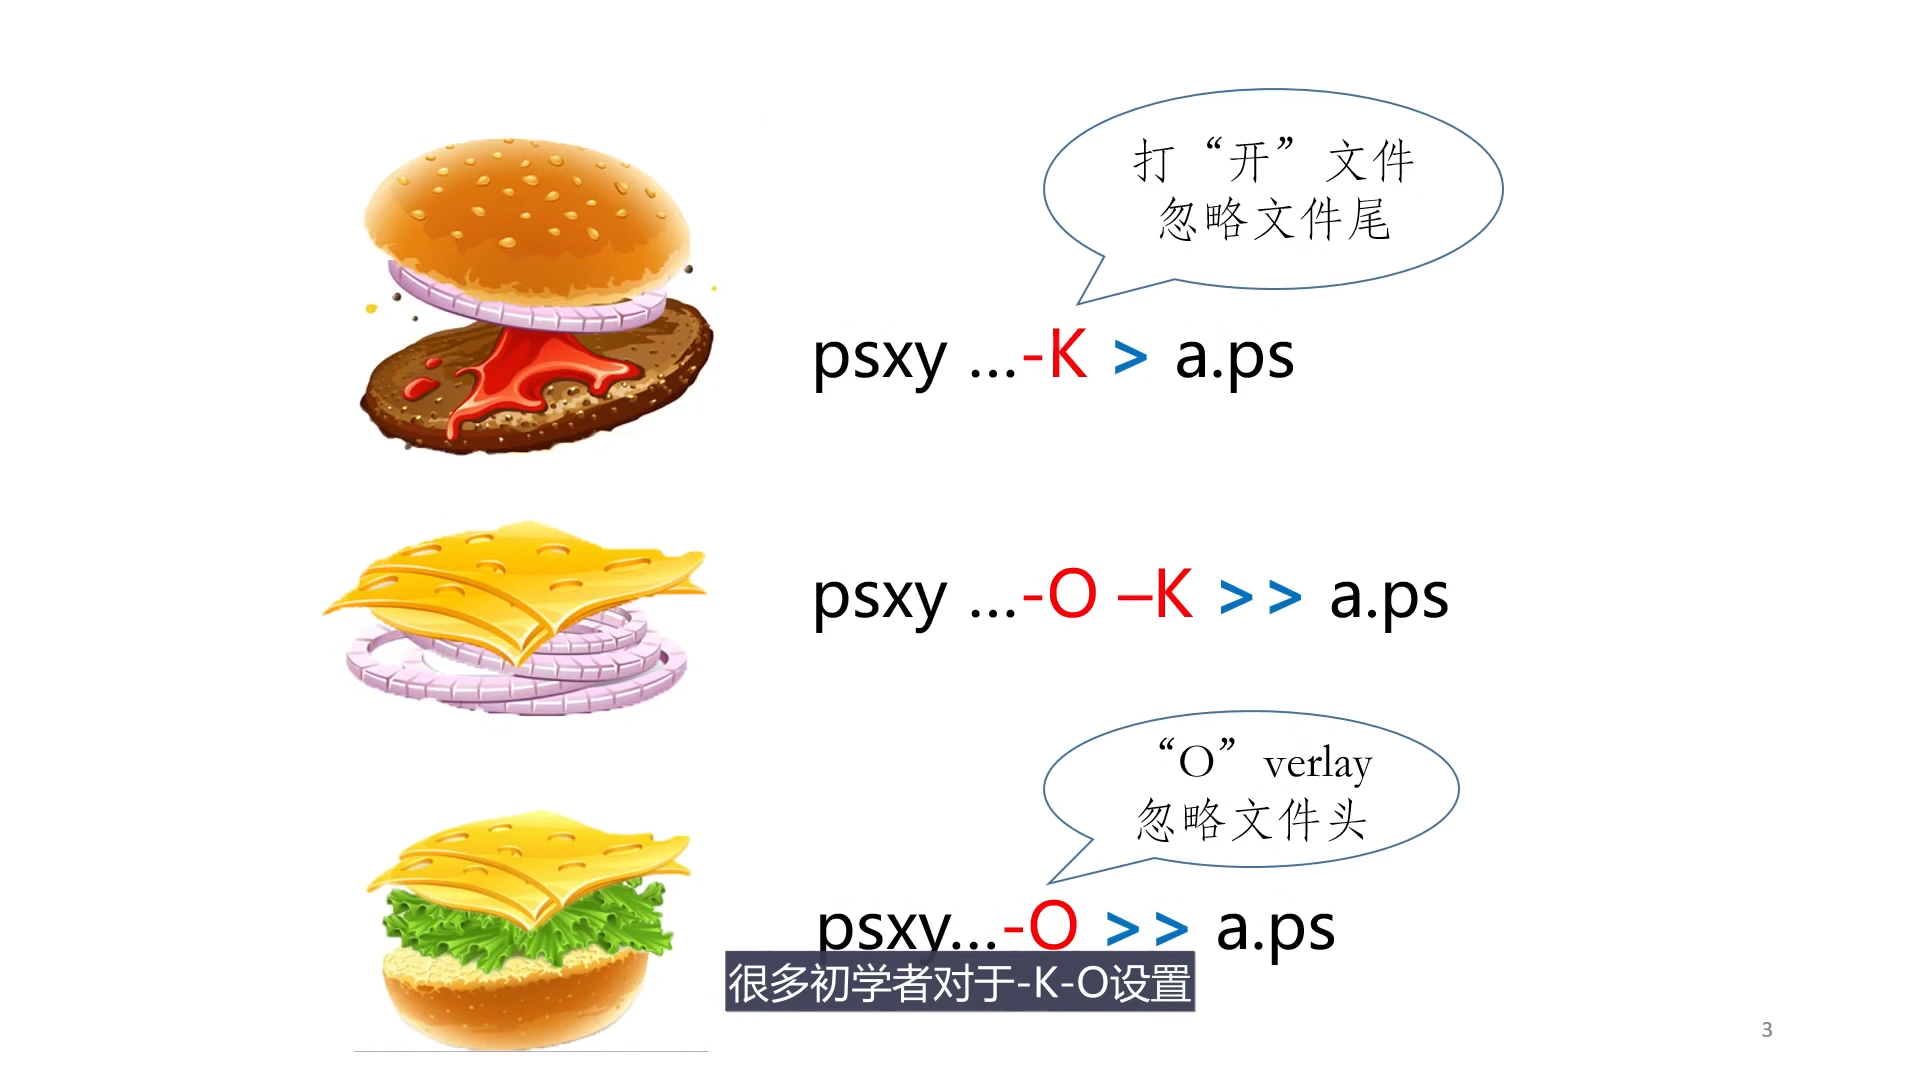 打“开”文件
忽略文件尾
psxy ...-K > a.ps
psxy ...-O –K >> a.ps
“O”verlay
忽略文件头
psxy...-O >> a.ps
很多初学者对于-K-O设置
3